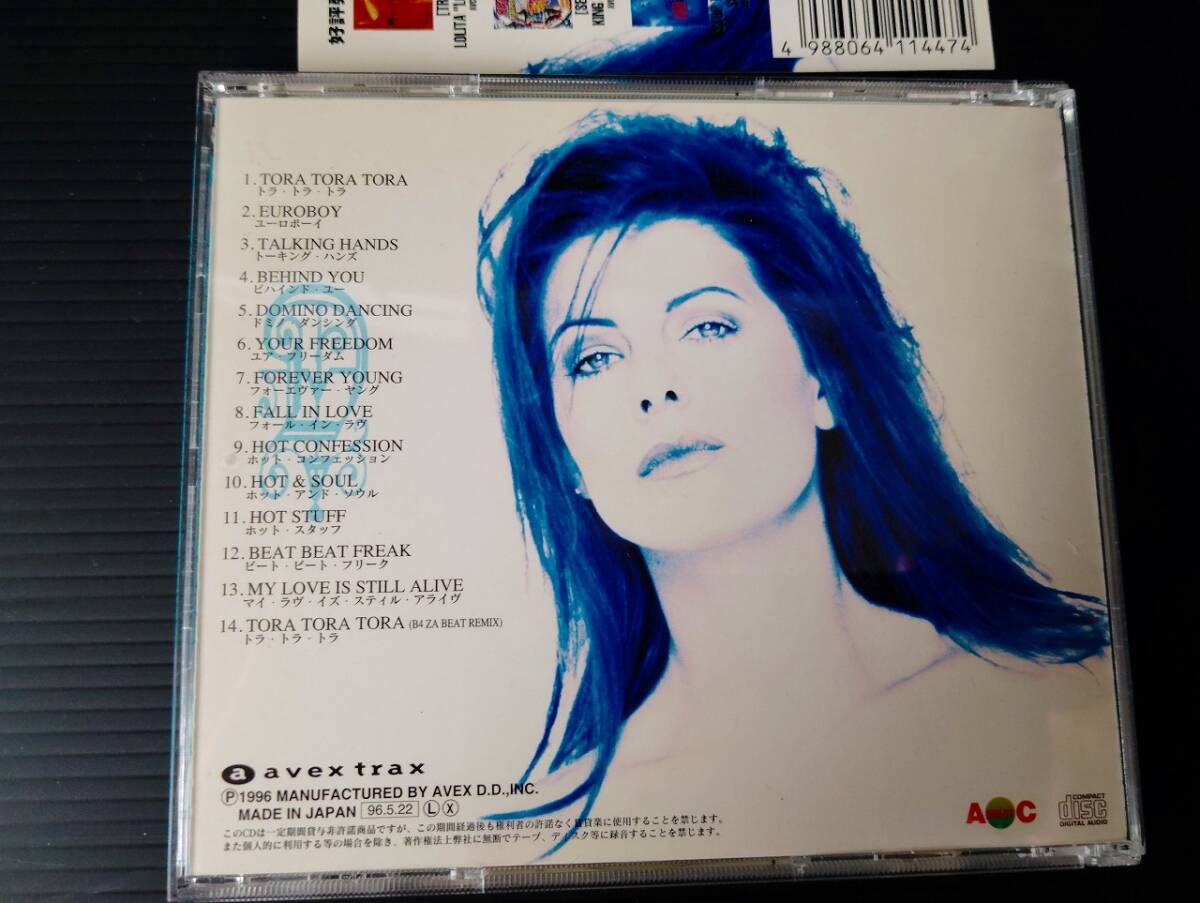 好評
[TR
LOLITA
[SE
KING
4 988064 114474
1. TORA TORA TORA
トラ・トラ・トラ
2. EUROBOY
ユーロボーイ
3. TALKING HANDS
トーキング・ハンズ
4. BEHIND YOU
ビハインド・ユー
5. DOMINO DANCING
ドミノ・ダンシング
6. YOUR FREEDOM
ユア・フリーダム
7. FOREVER YOUNG
フォーエヴァー・ヤング
8. FALL IN LOVE
フォール・イン・ラヴ
9. HOT CONFESSION
ホット・コンフェッション
10. HOT & SOUL
ホット・アンド・ソウル
11. HOT STUFF
ホット・スタッフ
12. BEAT BEAT FREAK
ビート・ビート・フリーク
13. MY LOVE IS STILL ALIVE
マイ・ラヴ・イズ・スティル・アライヴ
14. TORA TORA TORA (B4 ZA BEAT REMIX)
トラ・トラ・トラ
a avex trax
Ⓟ1996 MANUFACTURED BY AVEX D.D.,INC.
MADE IN JAPAN 96.5.22 Ⓛ Ⓧ
このCDは一定期間貸与非許諾商品ですが、この期間経過後も権利者の許諾なく賃貸業に使用することを禁じます。
また個人的に利用する等の場合を除き、著作権法上弊社に無断でテープ、ディスク等に録音することを禁じます。
A C
COMPACT
disc
DIGITAL AUDIO